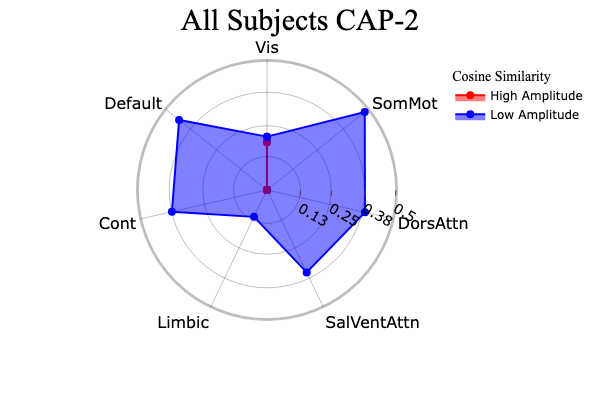 All Subjects CAP-2
Vis
Cosine Similarity
High Amplitude
Low Amplitude
Default
SomMot
0.13
0.25
0.38
0.5
Cont
DorsAttn
Limbic
SalVentAttn